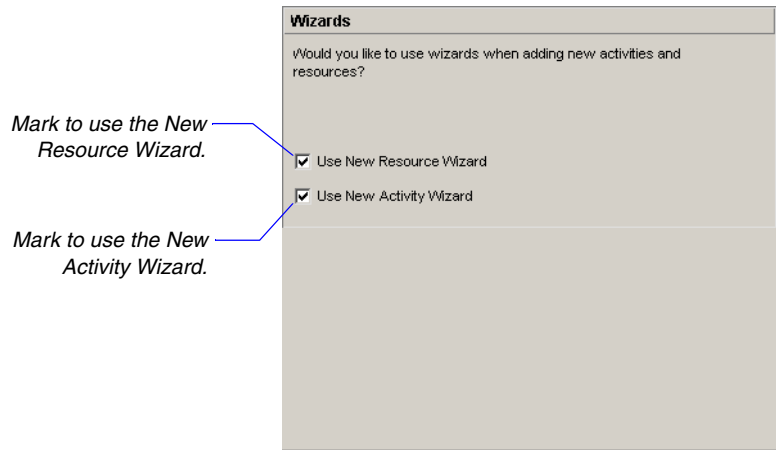 Wizards
Would you like to use wizards when adding new activities and
resources?
Mark to use the New
Resource Wizard.
Use New Resource Wizard
Use New Activity Wizard
Mark to use the New
Activity Wizard.